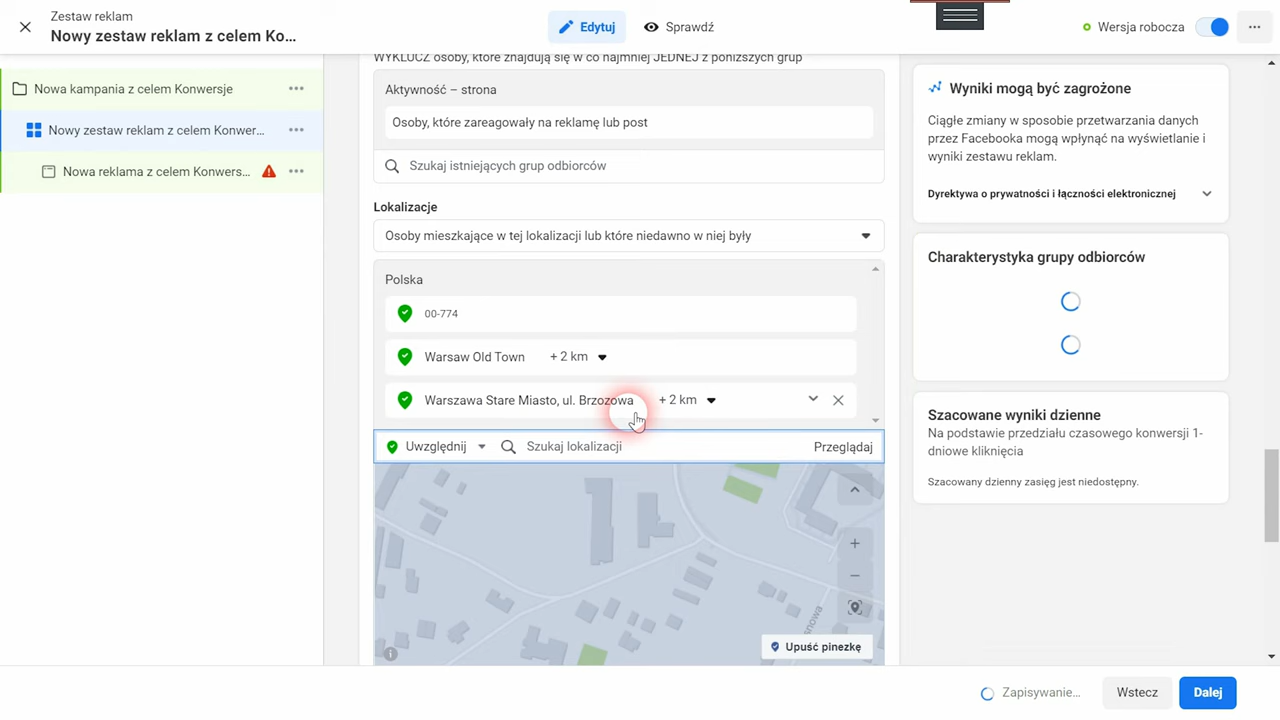 Zestaw reklam
Nowy zestaw reklam z celem Ko...
Edytuj
Sprawdź
Wersja robocza
Nowa kampania z celem Konwersje
Nowy zestaw reklam z celem Konwer...
Nowa reklama z celem Konwers...
WYKLUCZ osoby, które znajdują się w co najmniej JEDNEJ z poniższych grup
Aktywność – strona
Osoby, które zareagowały na reklamę lub post
Szukaj istniejących grup odbiorców
Lokalizacje
Osoby mieszkające w tej lokalizacji lub które niedawno w niej były
Polska
00-774
Warsaw Old Town + 2 km
Warszawa Stare Miasto, ul. Brzozowa + 2 km
Uwzględnij Szukaj lokalizacji Przeglądaj
Upuść pinezkę
Wyniki mogą być zagrożone
Ciągłe zmiany w sposobie przetwarzania danych
przez Facebooka mogą wpłynąć na wyświetlanie i
wyniki zestawu reklam.
Dyrektywa o prywatności i łączności elektronicznej
Charakterystyka grupy odbiorców
Szacowane wyniki dzienne
Na podstawie przedziału czasowego konwersji 1-
dniowe kliknięcia
Szacowany dzienny zasięg jest niedostępny.
Zapisywanie...
Wstecz
Dalej